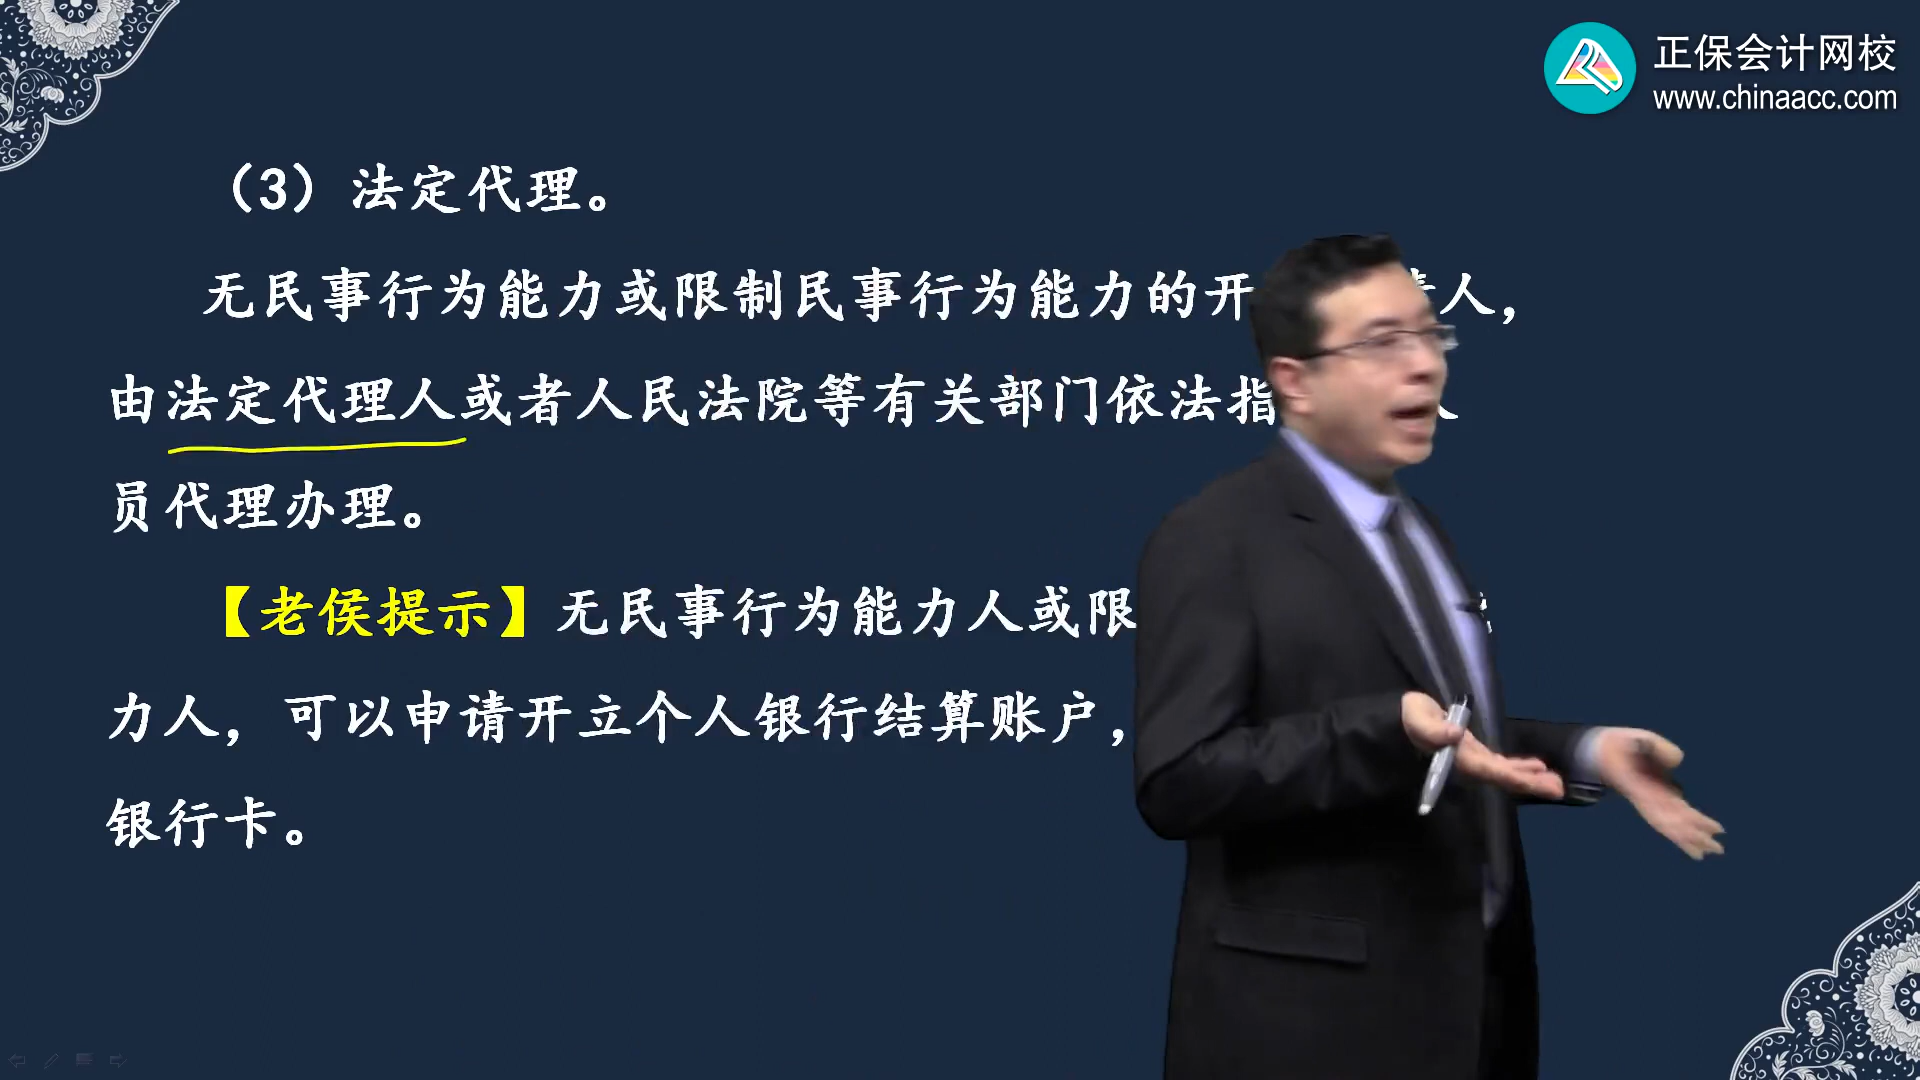 正保会计网校
www.chinaacc.com
（3）法定代理。
无民事行为能力或限制民事行为能力的开人，
由法定代理人或者人民法院等有关部门依法指人
员代理办理。
【老侯提示】无民事行为能力人或限
力人，可以申请开立个人银行结算账户，
银行卡。